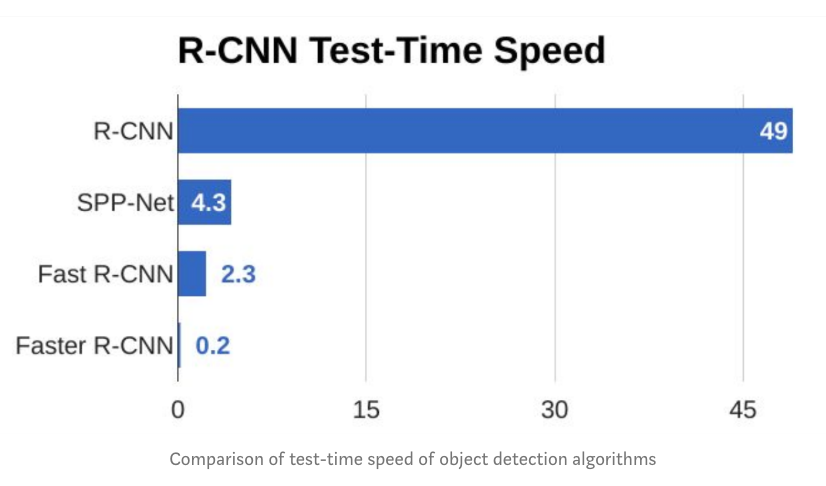 R-CNN Test-Time Speed
R-CNN 49
SPP-Net 4.3
Fast R-CNN 2.3
Faster R-CNN 0.2
0 15 30 45
Comparison of test-time speed of object detection algorithms